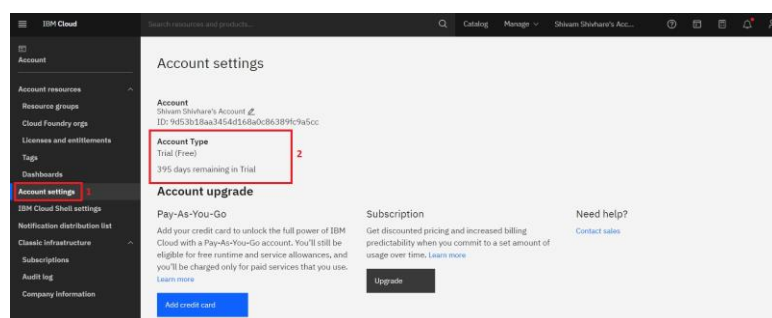 IBM Cloud
Search resources and products...
Catalog
Manage
Shivam Shivhare's Acc...
Account
Account resources
Resource groups
Cloud Foundry orgs
Licenses and entitlements
Tags
Dashboards
Account settings 1
IBM Cloud Shell settings
Notification distribution list
Classic infrastructure
Subscriptions
Audit log
Company information
Account settings
Account
Shivam Shivhare's Account
ID: 9d53b18aa3454d168a0c86389fc9a5cc
Account Type
Trial (Free)
2
395 days remaining in Trial
Account upgrade
Pay-As-You-Go
Add your credit card to unlock the full power of IBM
Cloud with a Pay-As-You-Go account. You'll still be
eligible for free runtime and service allowances, and
you'll be charged only for paid services that you use.
Learn more
Add credit card
Subscription
Get discounted pricing and increased billing
predictability when you commit to a set amount of
usage over time. Learn more
Upgrade
Need help?
Contact sales